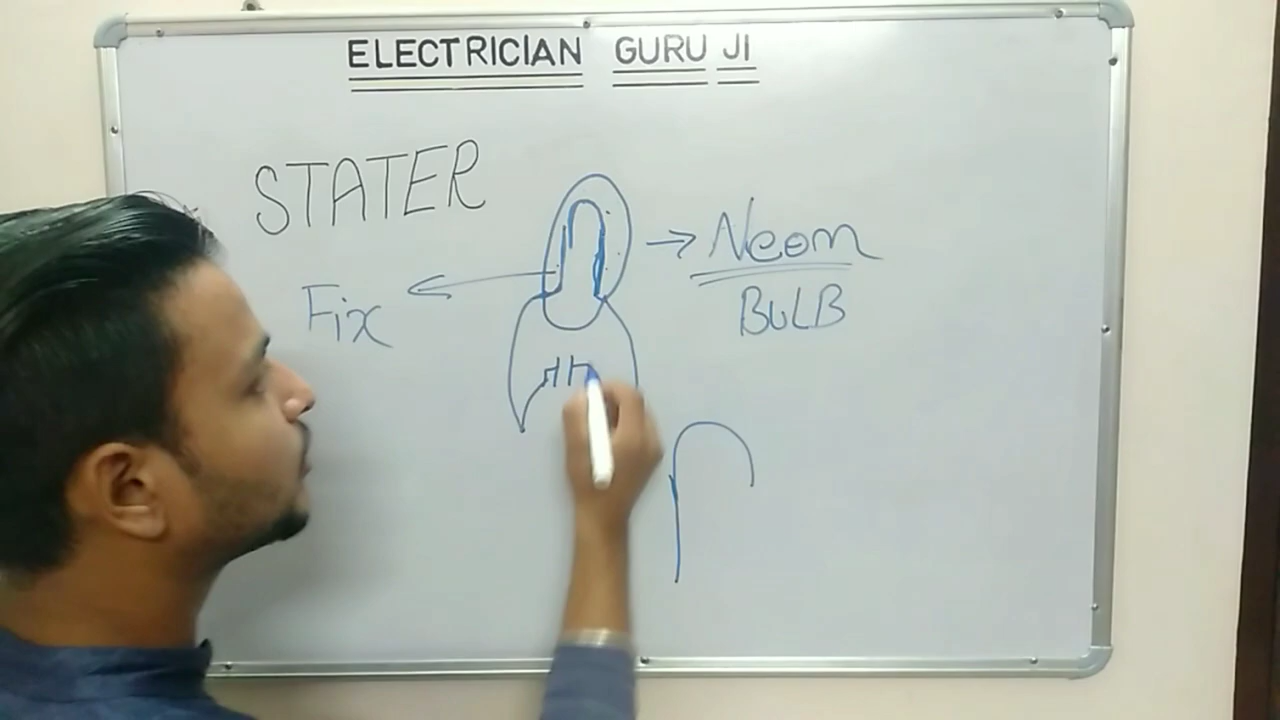 ELECTRICIAN GURU JI
STATER
Neon
BULB
Fix